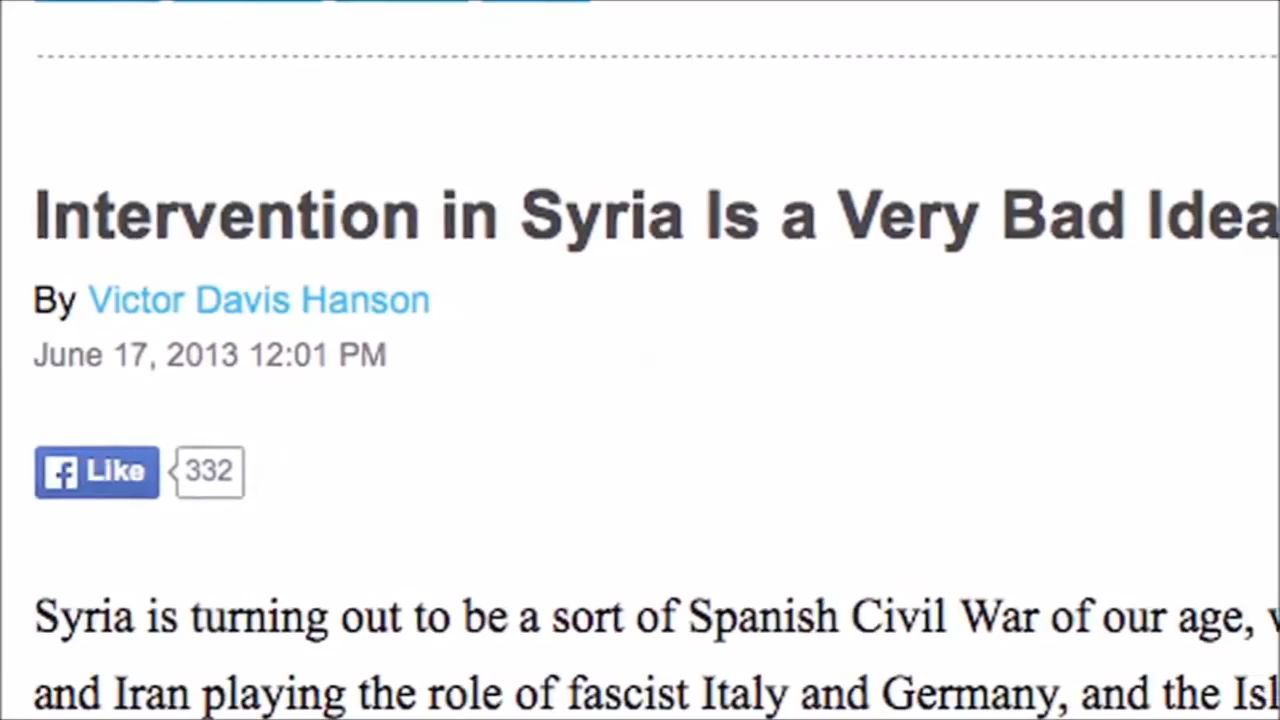 Intervention in Syria Is a Very Bad Idea
By Victor Davis Hanson
June 17, 2013 12:01 PM
Like 332
Syria is turning out to be a sort of Spanish Civil War of our age,
and Iran playing the role of fascist Italy and Germany, and the